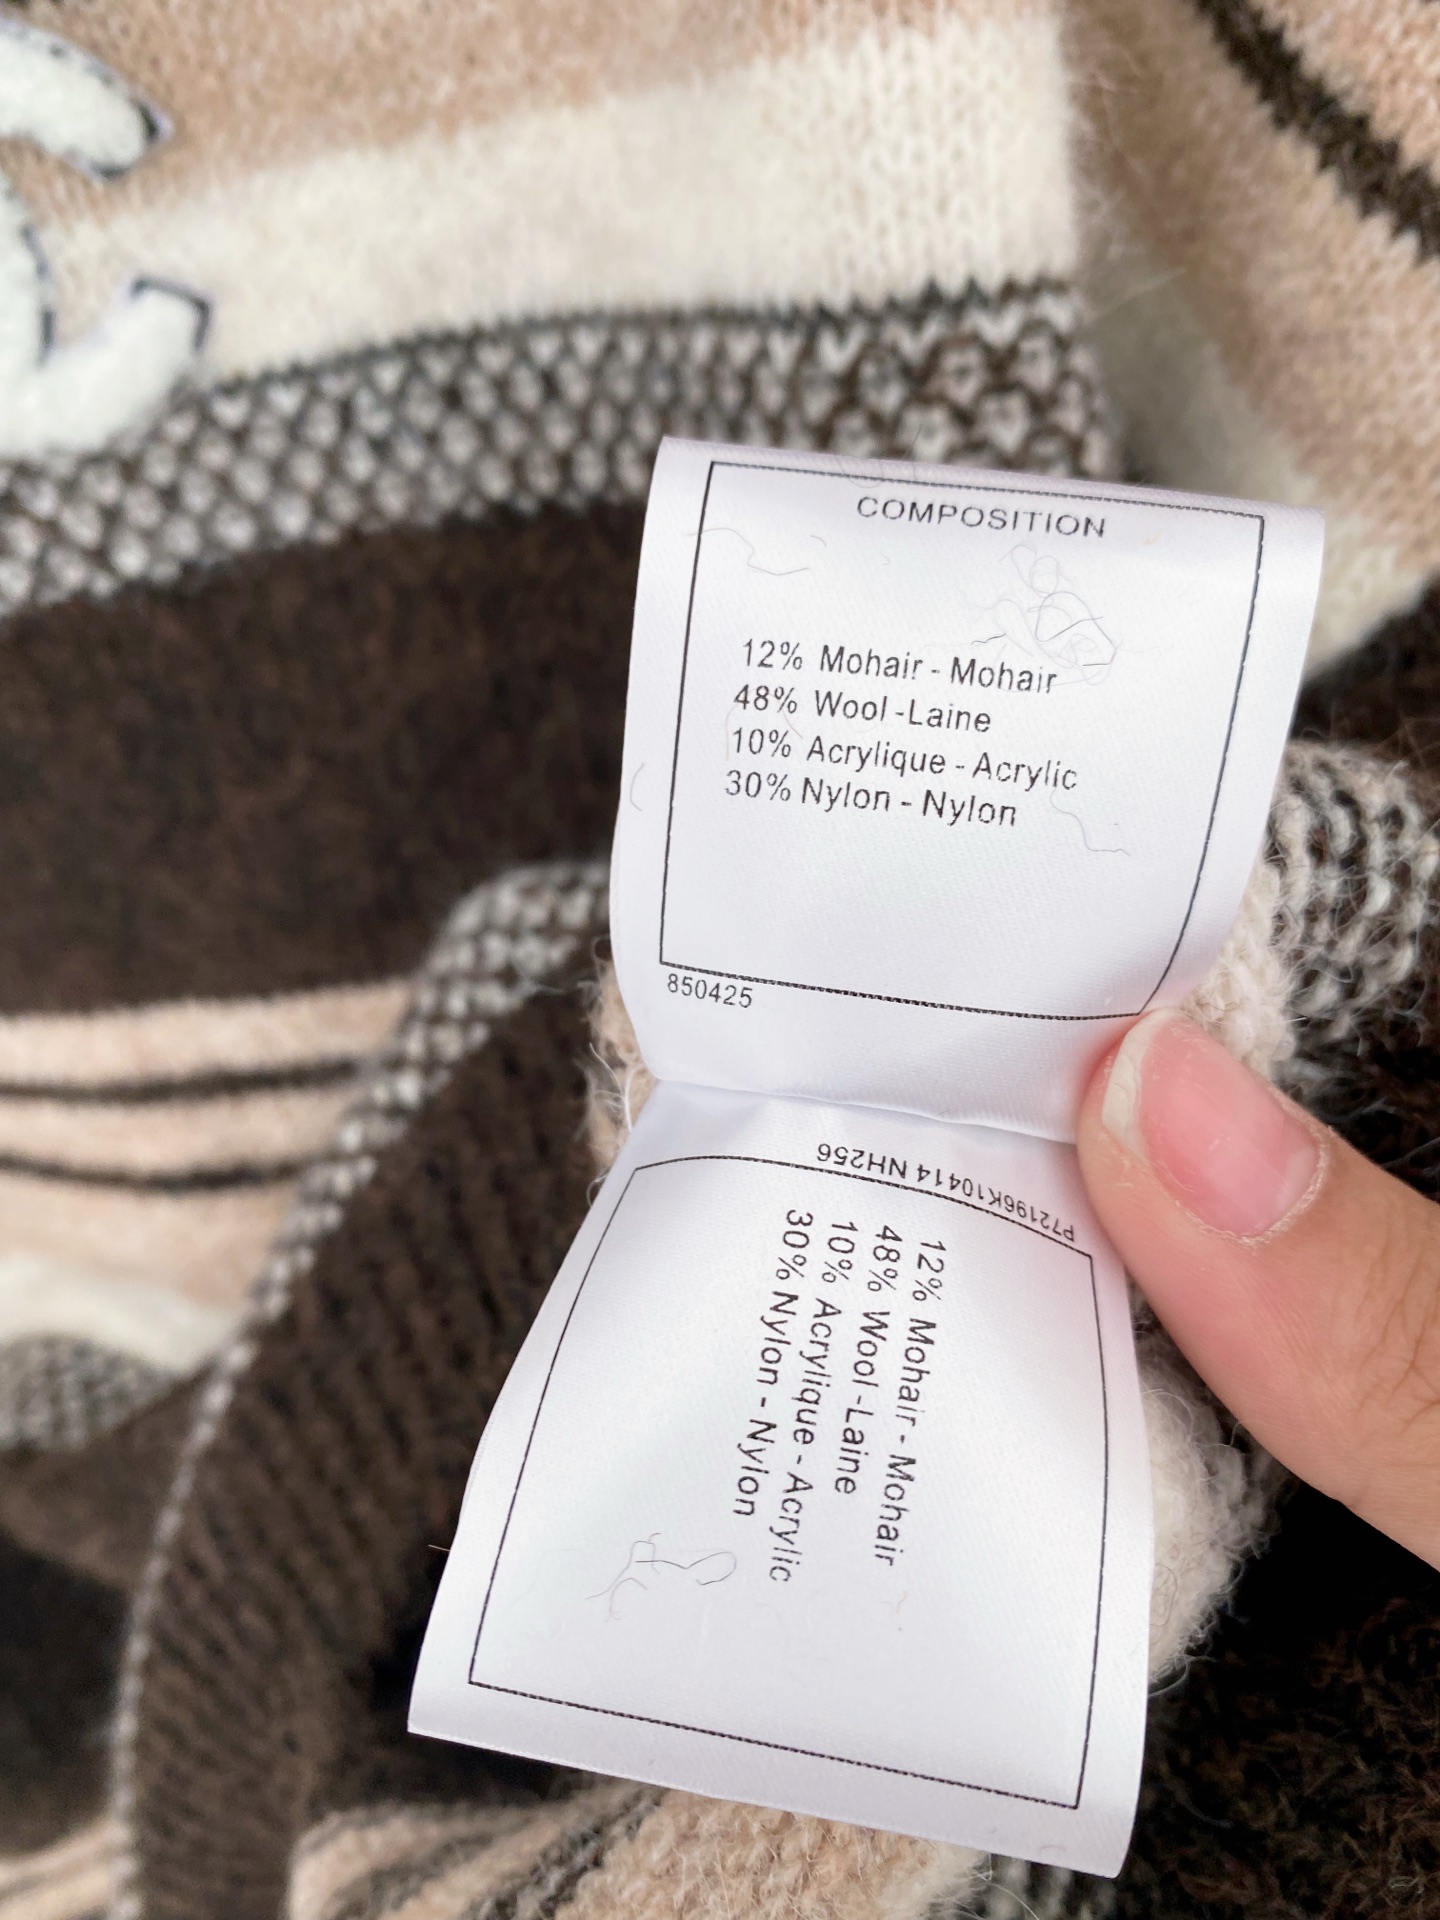 COMPOSITION
12% Mohair - Mohair
48% Wool -Laine
10% Acrylique - Acrylic
30% Nylon - Nylon
850425
P72196K10414 NH256
12% Mohair - Mohair
48% Wool -Laine
10% Acrylique - Acrylic
30% Nylon - Nylon